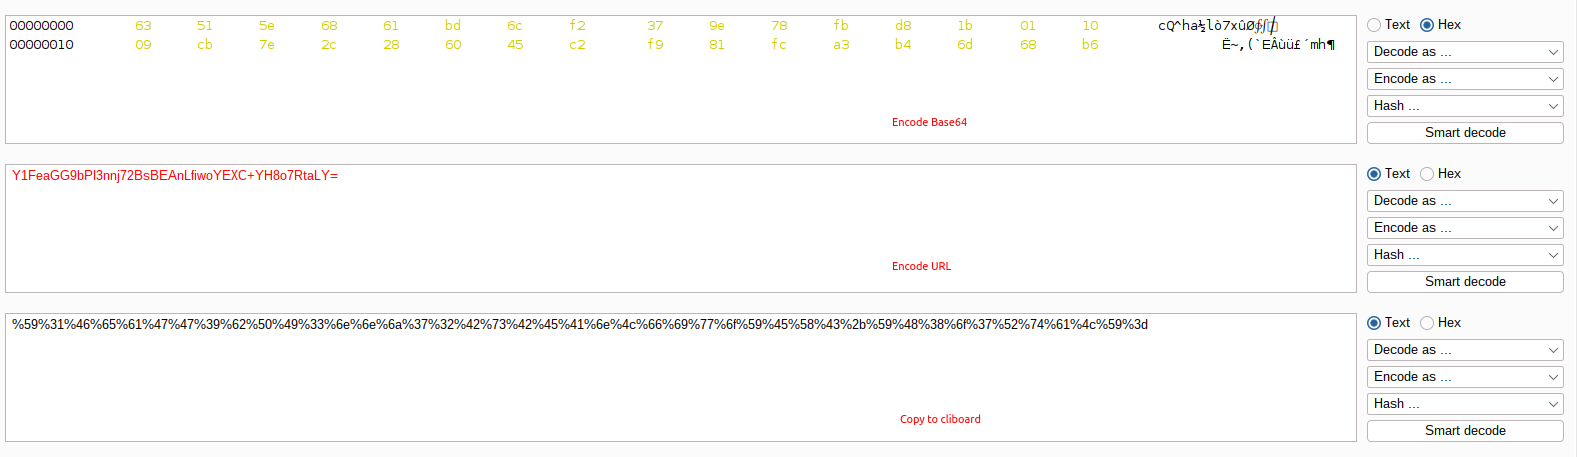 00000000 63 51 5e 68 61 bd 6c f2 37 9e 78 fb d8 1b 01 10 cQ^ha½lò7xûØ
00000010 09 cb 7e 2c 28 60 45 c2 f9 81 fc a3 b4 6d 68 b6 Ë~,(`EÂùü£´mh¶
Encode Base64
Text Hex
Decode as ...
Encode as ...
Hash ...
Smart decode
Y1FeaGG9bPI3nnj72BsBEAnLfiwoYEXC+YH8o7RtaLY=
Encode URL
Text Hex
Decode as ...
Encode as ...
Hash ...
Smart decode
%59%31%46%65%61%47%47%39%62%50%49%33%6e%6e%6a%37%32%42%73%42%45%41%6e%4c%66%69%77%6f%59%45%58%43%2b%59%48%38%6f%37%52%74%61%4c%59%3d
Copy to cliboard
Text Hex
Decode as ...
Encode as ...
Hash ...
Smart decode